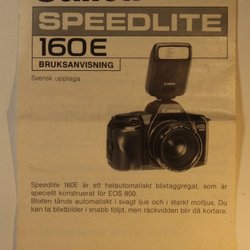 Canon
SPEEDLITE
160E
BRUKSANVISNING
Svensk upplaga
Speedlite 160E är ett helautomatiskt blixtaggregat, som är
speciellt konstruerat för EOS 850.
Blixten tänds automatiskt i svagt ljus och i starkt motljus. Du
kan ta blixtbilder i snabb följd, men räckvidden blir då kortare.